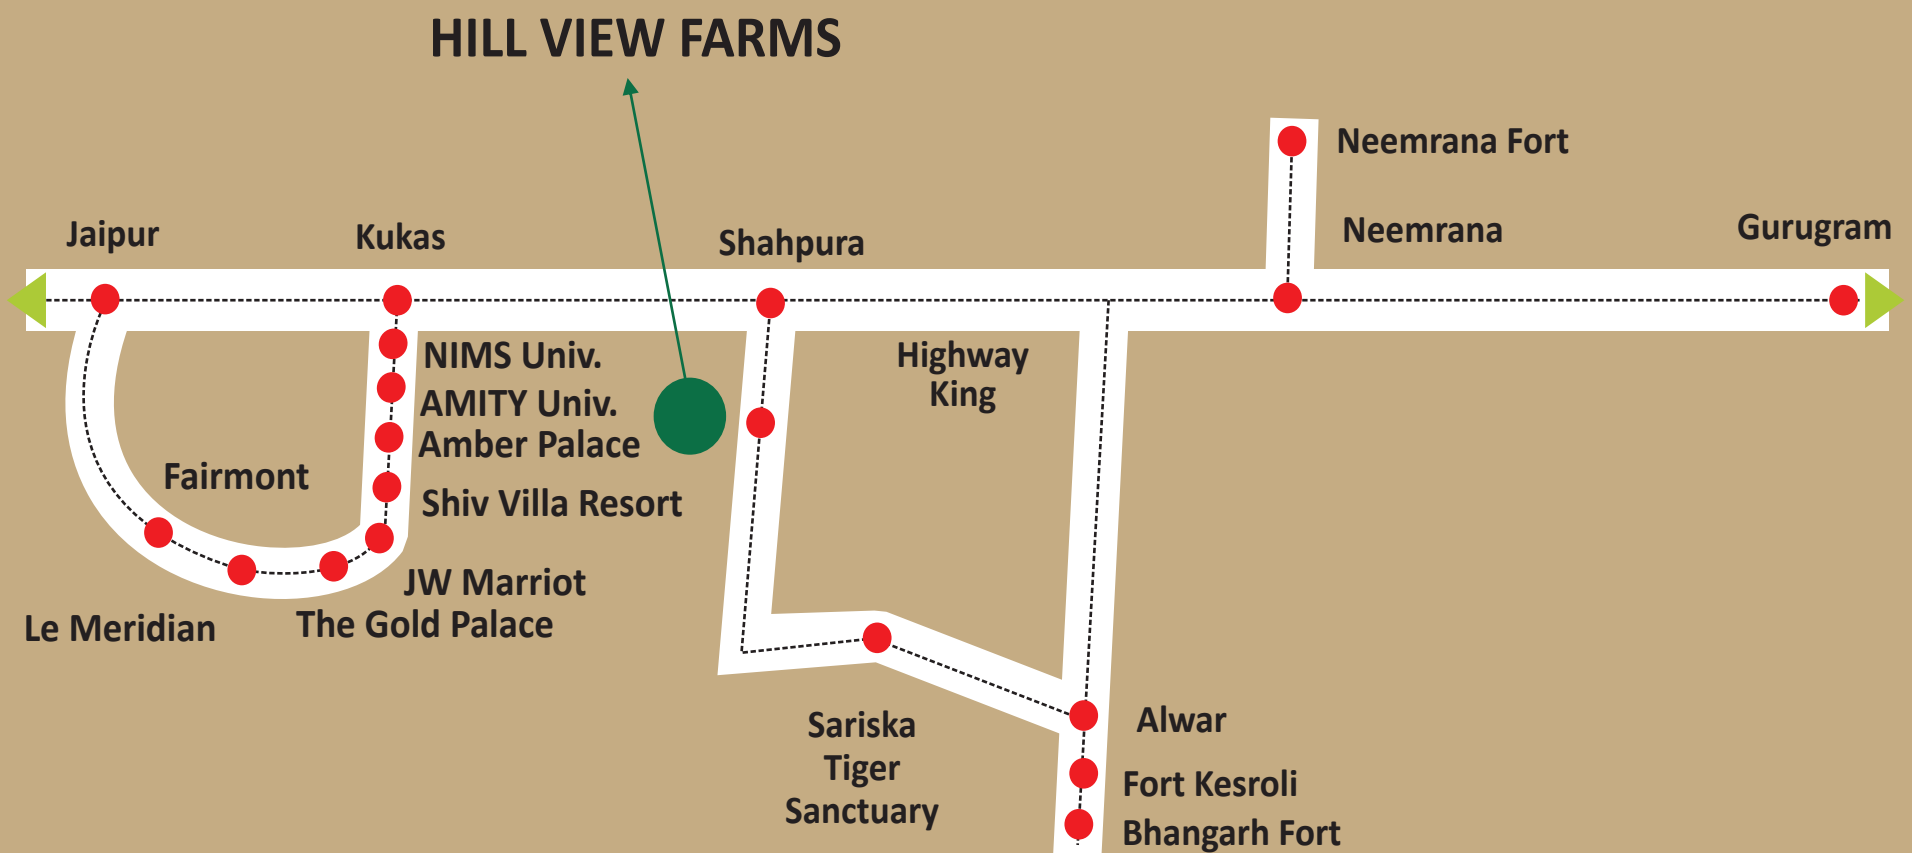 HILL VIEW FARMS
Neemrana Fort
Jaipur
Kukas
Shahpura
Neemrana
Gurugram
NIMS Univ.
AMITY Univ.
Amber Palace
Shiv Villa Resort
Highway
King
Fairmont
JW Marriot
The Gold Palace
Le Meridian
Sariska
Tiger
Sanctuary
Alwar
Fort Kesroli
Bhangarh Fort